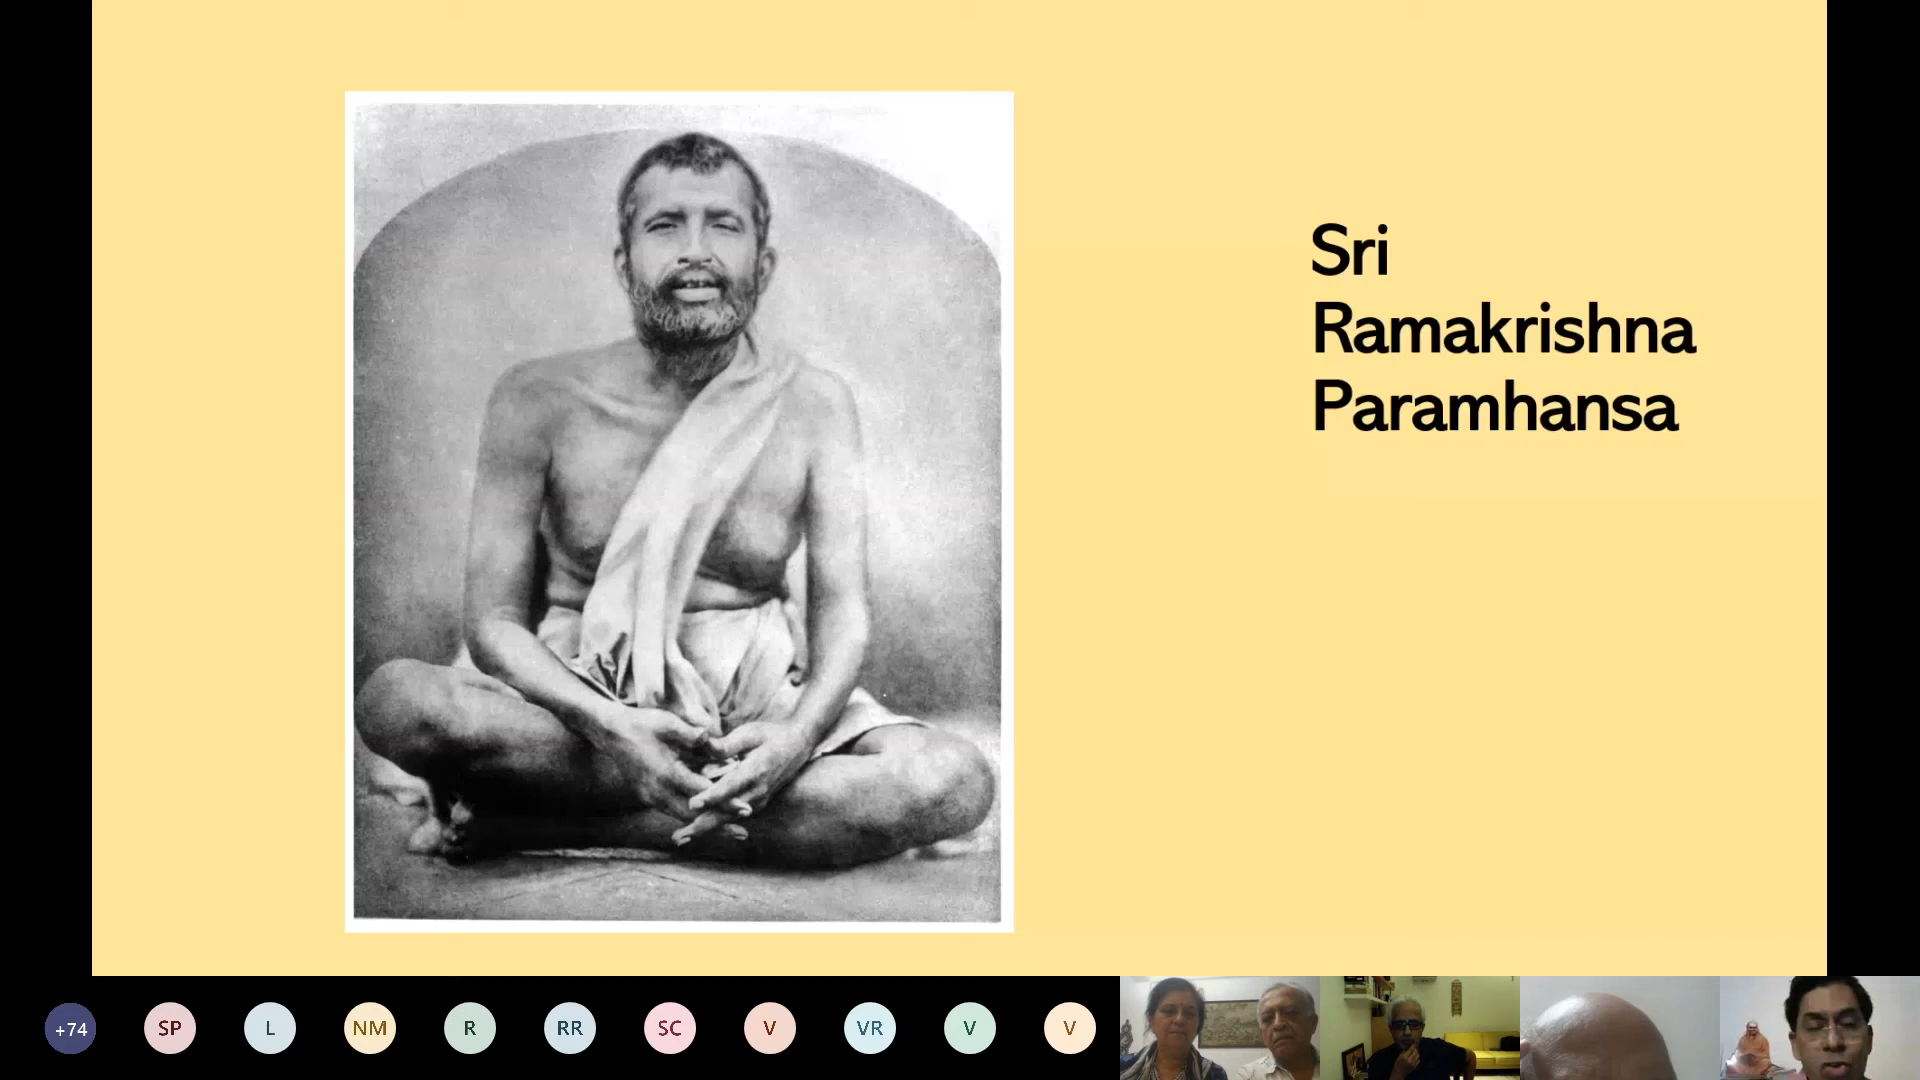 Sri
Ramakrishna
Paramhansa
+74
SP
L
NM
R
RR
SC
V
VR
V
V